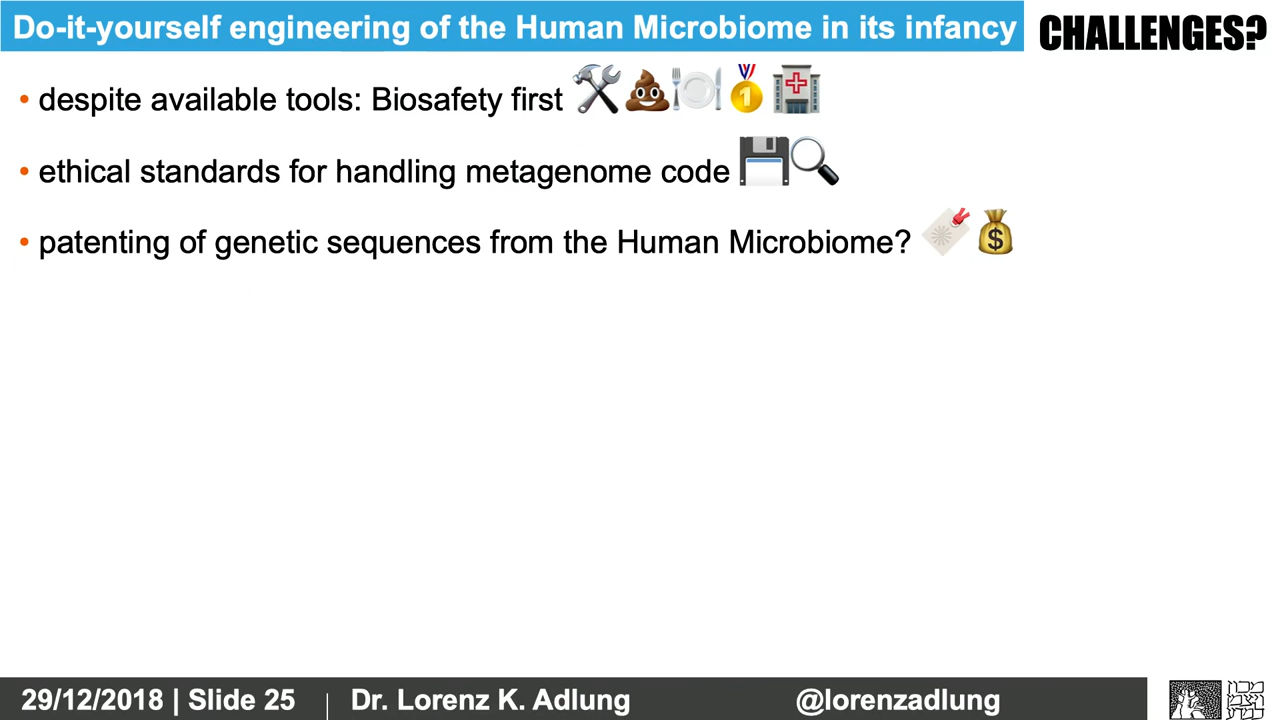 Do-it-yourself engineering of the Human Microbiome in its infancy
CHALLENGES?
• despite available tools: Biosafety first
• ethical standards for handling metagenome code
• patenting of genetic sequences from the Human Microbiome?
29/12/2018 | Slide 25
Dr. Lorenz K. Adlung
@lorenzadlung